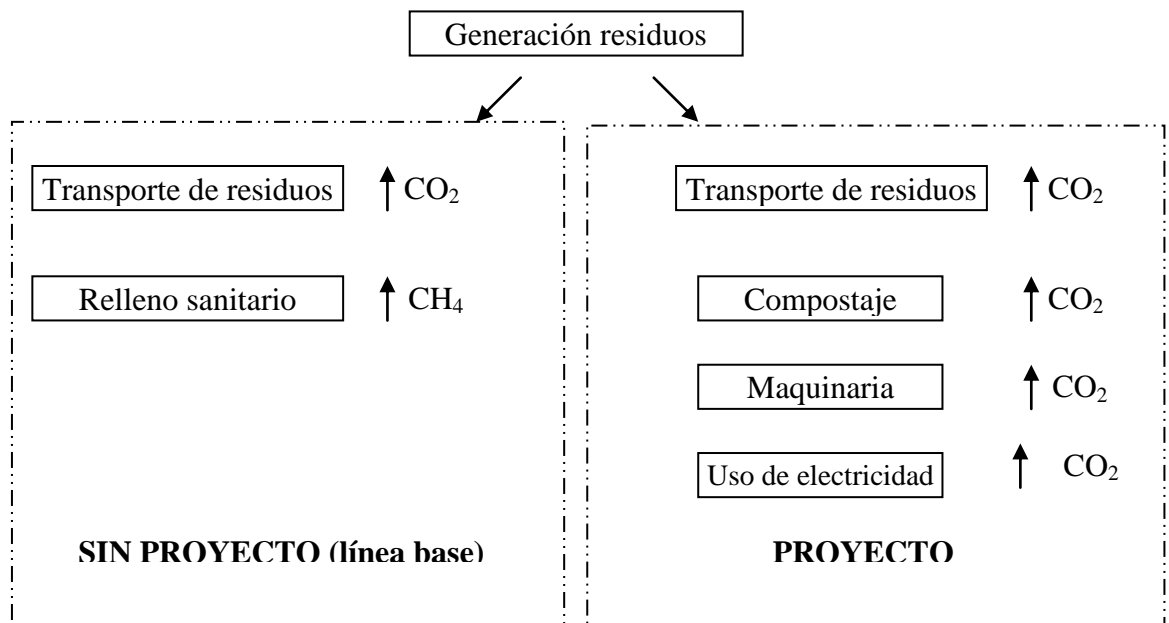 Generación residuos
Transporte de residuos CO₂
Relleno sanitario CH₄
SIN PROYECTO (línea base)
Transporte de residuos CO₂
Compostaje CO₂
Maquinaria CO₂
Uso de electricidad CO₂
PROYECTO